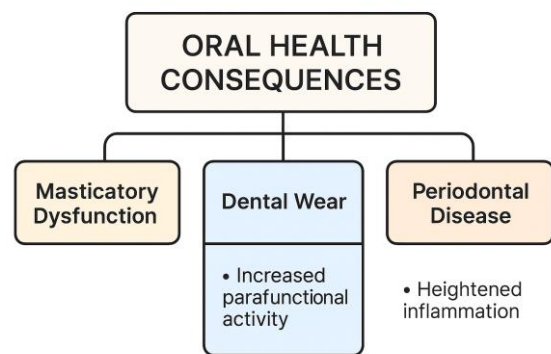 ORAL HEALTH
CONSEQUENCES
Masticatory
Dysfunction
Dental Wear
Periodontal
Disease
• Increased
parafunctional
activity
• Heightened
inflammation